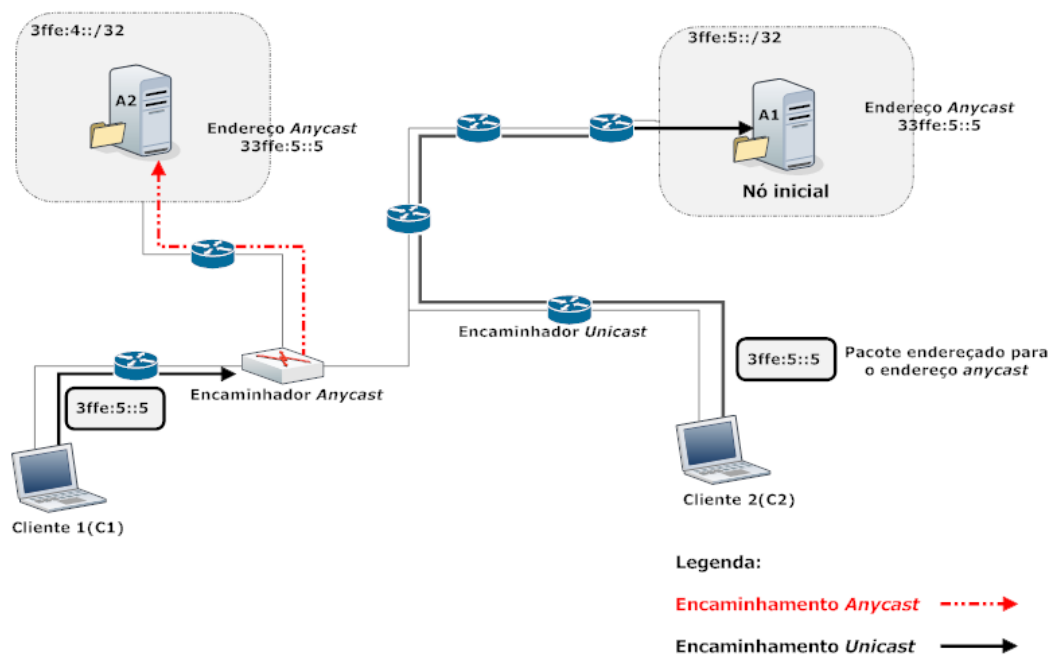 3ffe:4::/32
A2
Endereço Anycast
33ffe:5::5
3ffe:5::/32
A1
Endereço Anycast
33ffe:5::5
Nó inicial
Encaminhador Unicast
Encaminhador Anycast
3ffe:5::5
3ffe:5::5
Pacote endereçado para
o endereço anycast
Cliente 1(C1)
Cliente 2(C2)
Legenda:
Encaminhamento Anycast
Encaminhamento Unicast